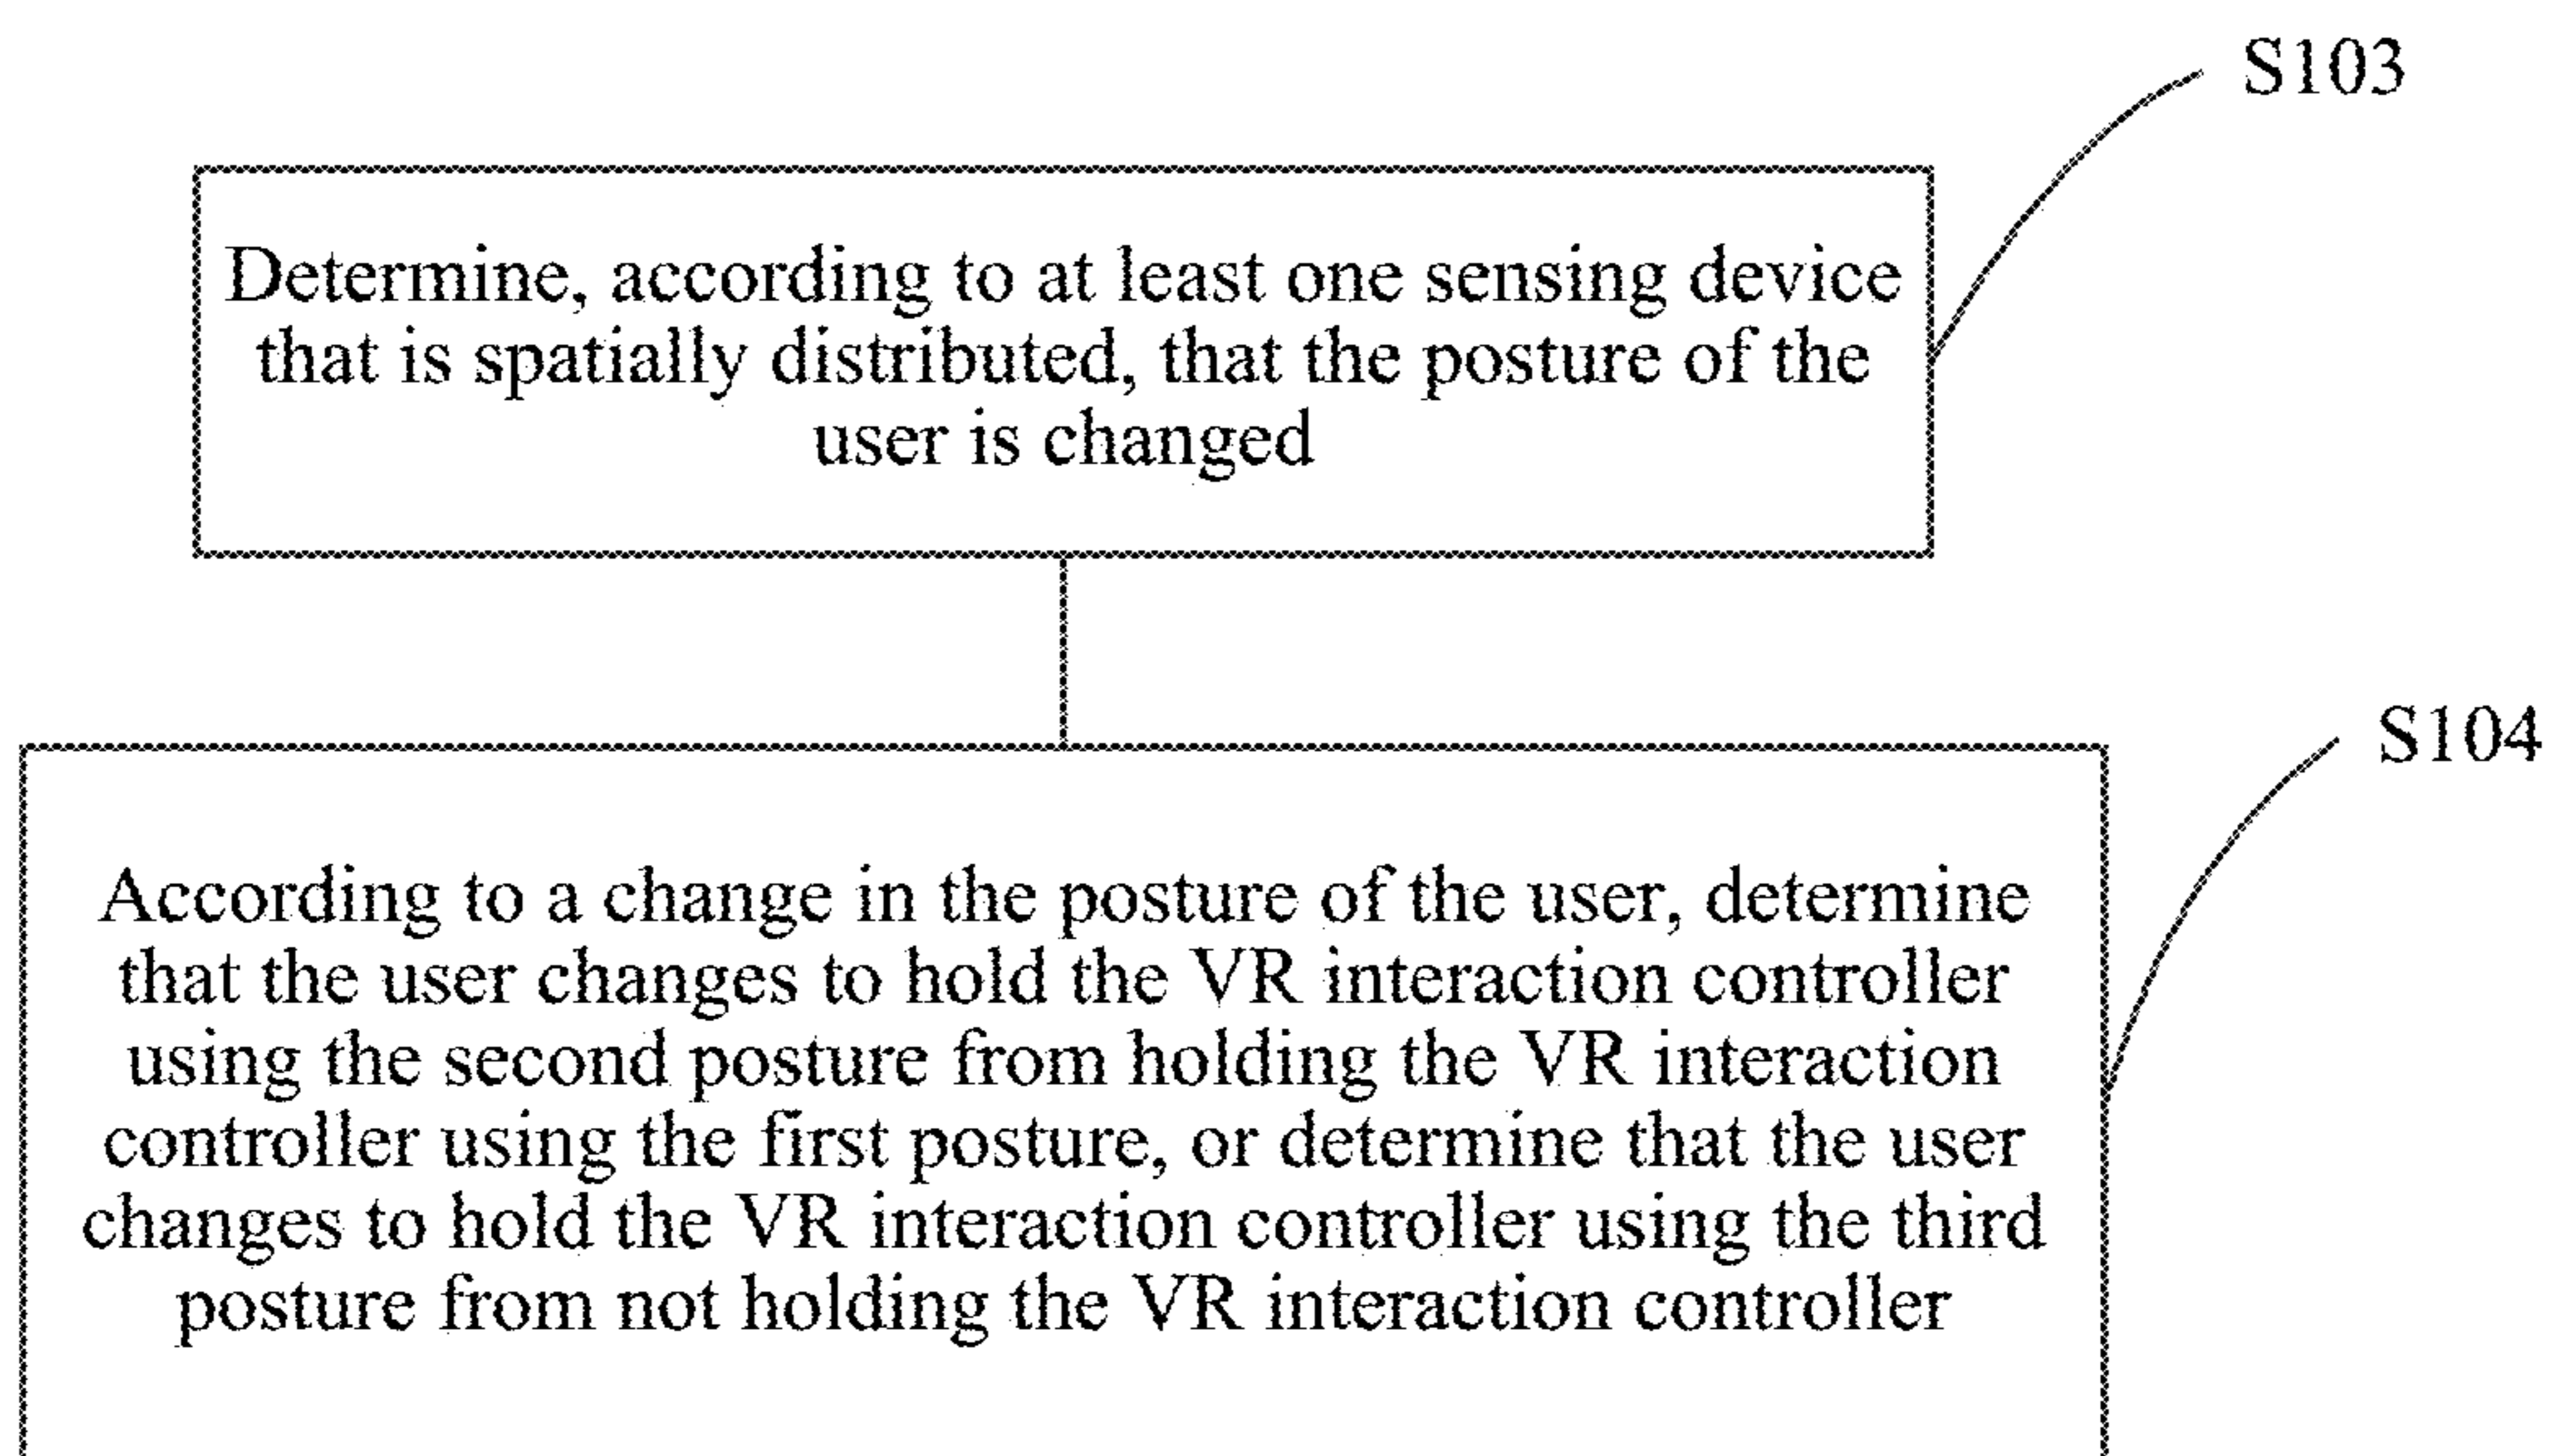 S103
Determine, according to at least one sensing device
that is spatially distributed, that the posture of the
user is changed
S104
According to a change in the posture of the user, determine
that the user changes to hold the VR interaction controller
using the second posture from holding the VR interaction
controller using the first posture, or determine that the user
changes to hold the VR interaction controller using the third
posture from not holding the VR interaction controller